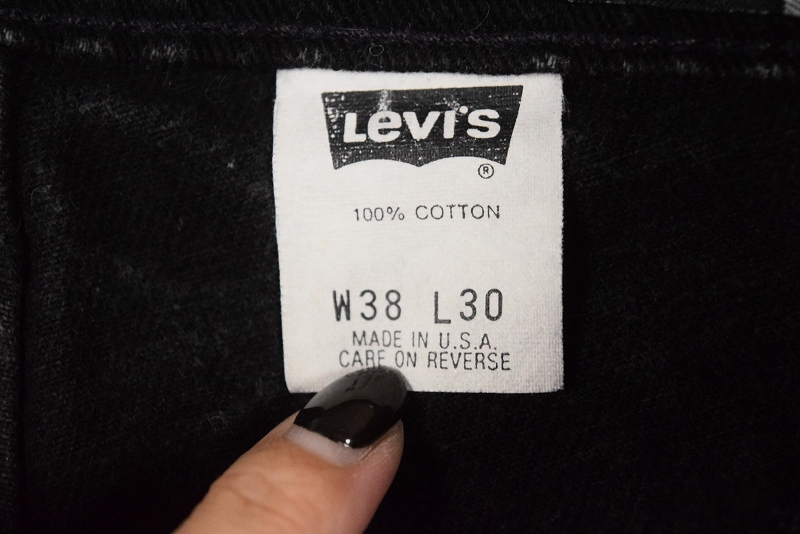 Levi's
®
100% COTTON
W38 L30
MADE IN U.S.A.
CARE ON REVERSE